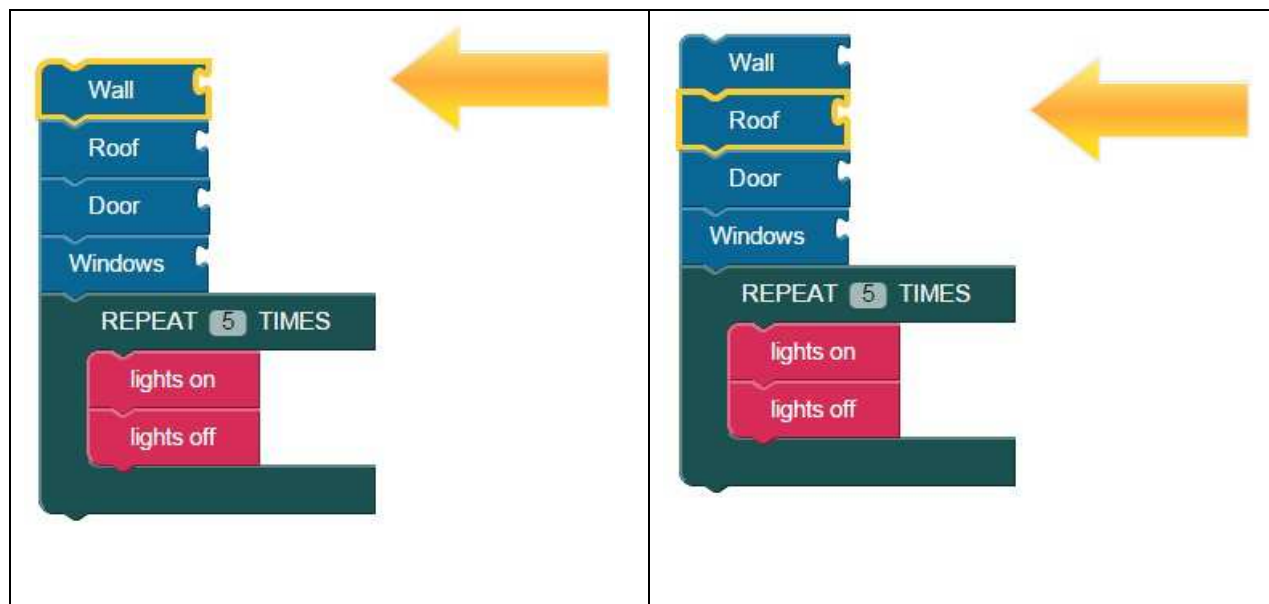 Wall
Roof
Door
Windows
REPEAT 5 TIMES
lights on
lights off
Wall
Roof
Door
Windows
REPEAT 5 TIMES
lights on
lights off